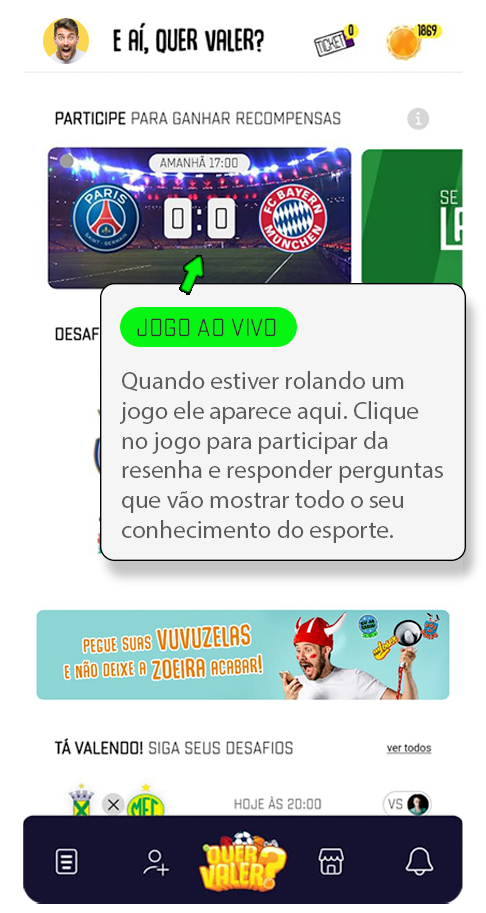 E AÍ, QUER VALER?
TICKET
0
1869
PARTICIPE PARA GANHAR RECOMPENSAS
i
AMANHÃ 17:00
PARIS
SAINT-GERMAIN
0 : 0
FC BAYERN
MÜNCHEN
SE
LA
DESAF
JOGO AO VIVO
Quando estiver rolando um
jogo ele aparece aqui. Clique
no jogo para participar da
resenha e responder perguntas
que vão mostrar todo o seu
conhecimento do esporte.
PEGUE SUAS VUVUZELAS
E NÃO DEIXE A ZOEIRA ACABAR!
TÁ VALENDO! SIGA SEUS DESAFIOS
ver todos
HOJE ÀS 20:00
VS
QUER
VALER?